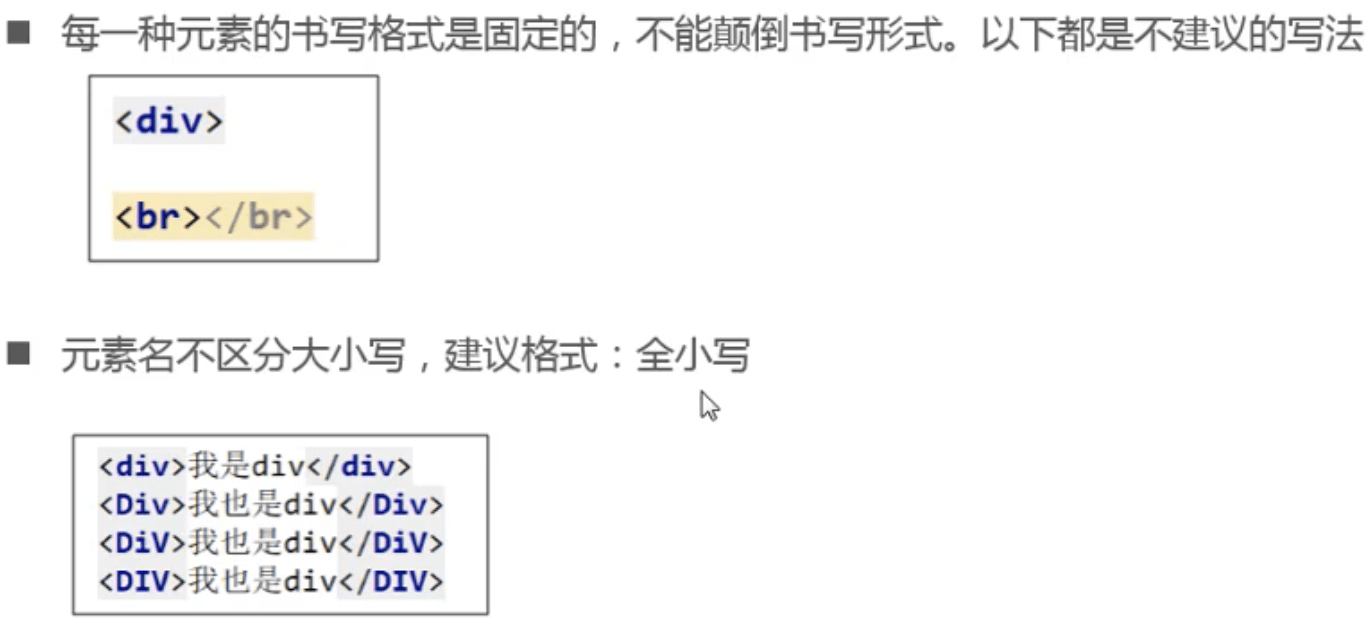 ■ 每一种元素的书写格式是固定的，不能颠倒书写形式。以下都是不建议的写法
<div>
<br></br>
■ 元素名不区分大小写，建议格式：全小写
<div>我是div</div>
<Div>我也是div</Div>
<DiV>我也是div</DiV>
<DIV>我也是div</DIV>